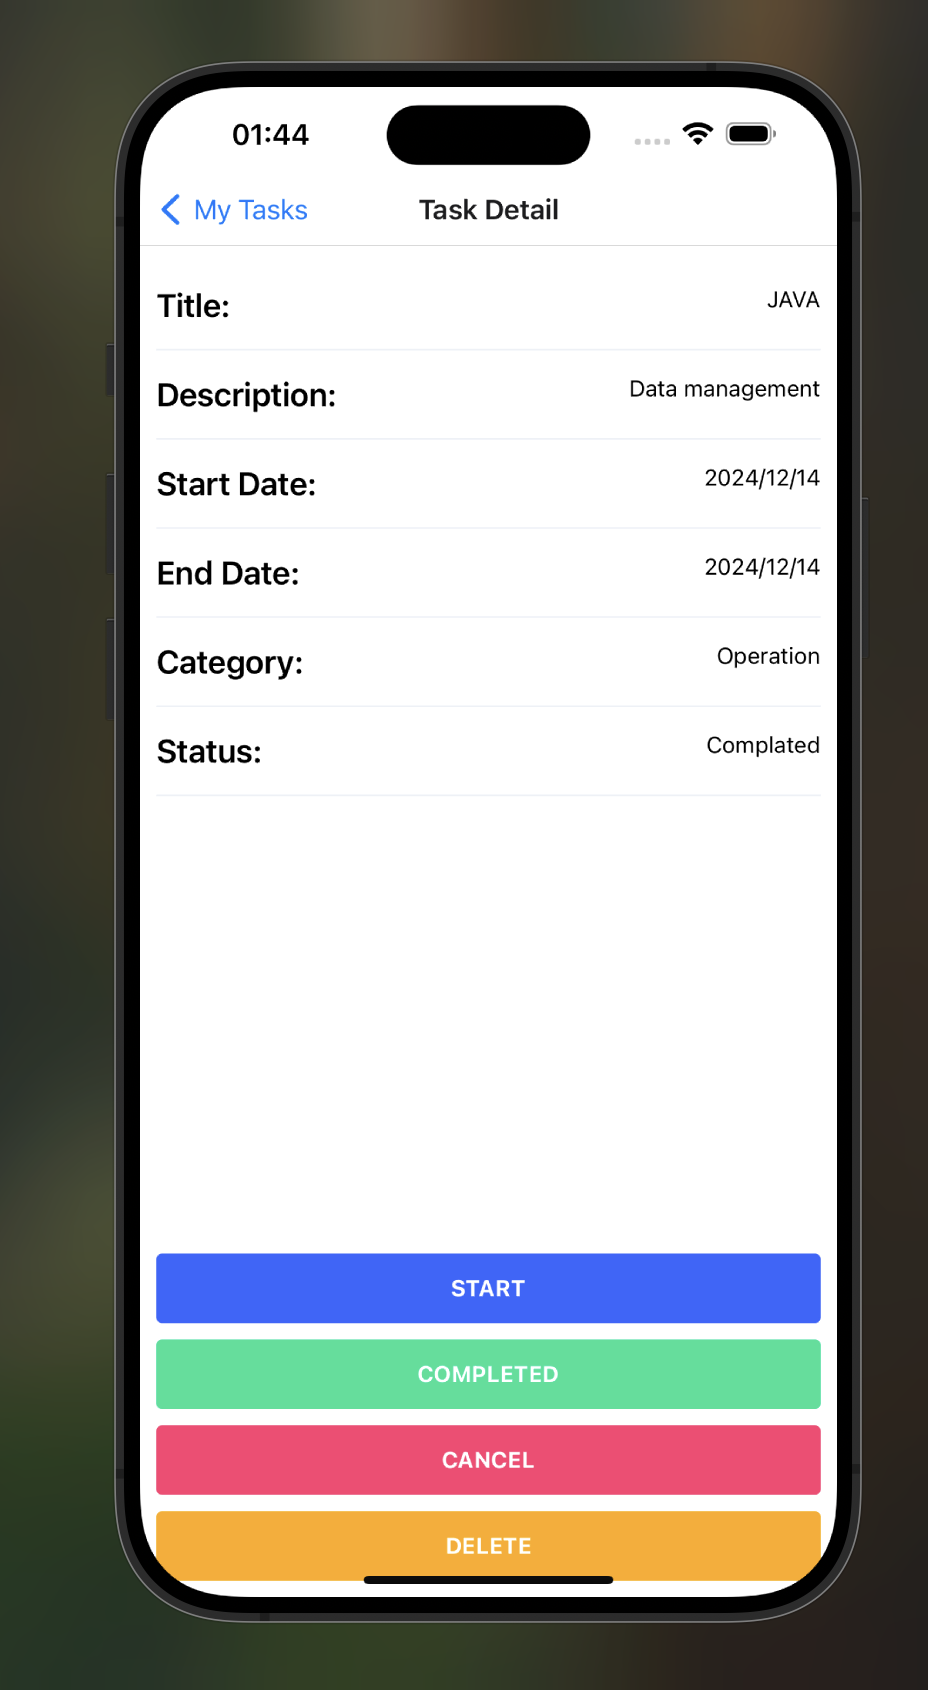 01:44
My Tasks
Task Detail
Title:
JAVA
Description:
Data management
Start Date:
2024/12/14
End Date:
2024/12/14
Category:
Operation
Status:
Complated
START
COMPLETED
CANCEL
DELETE